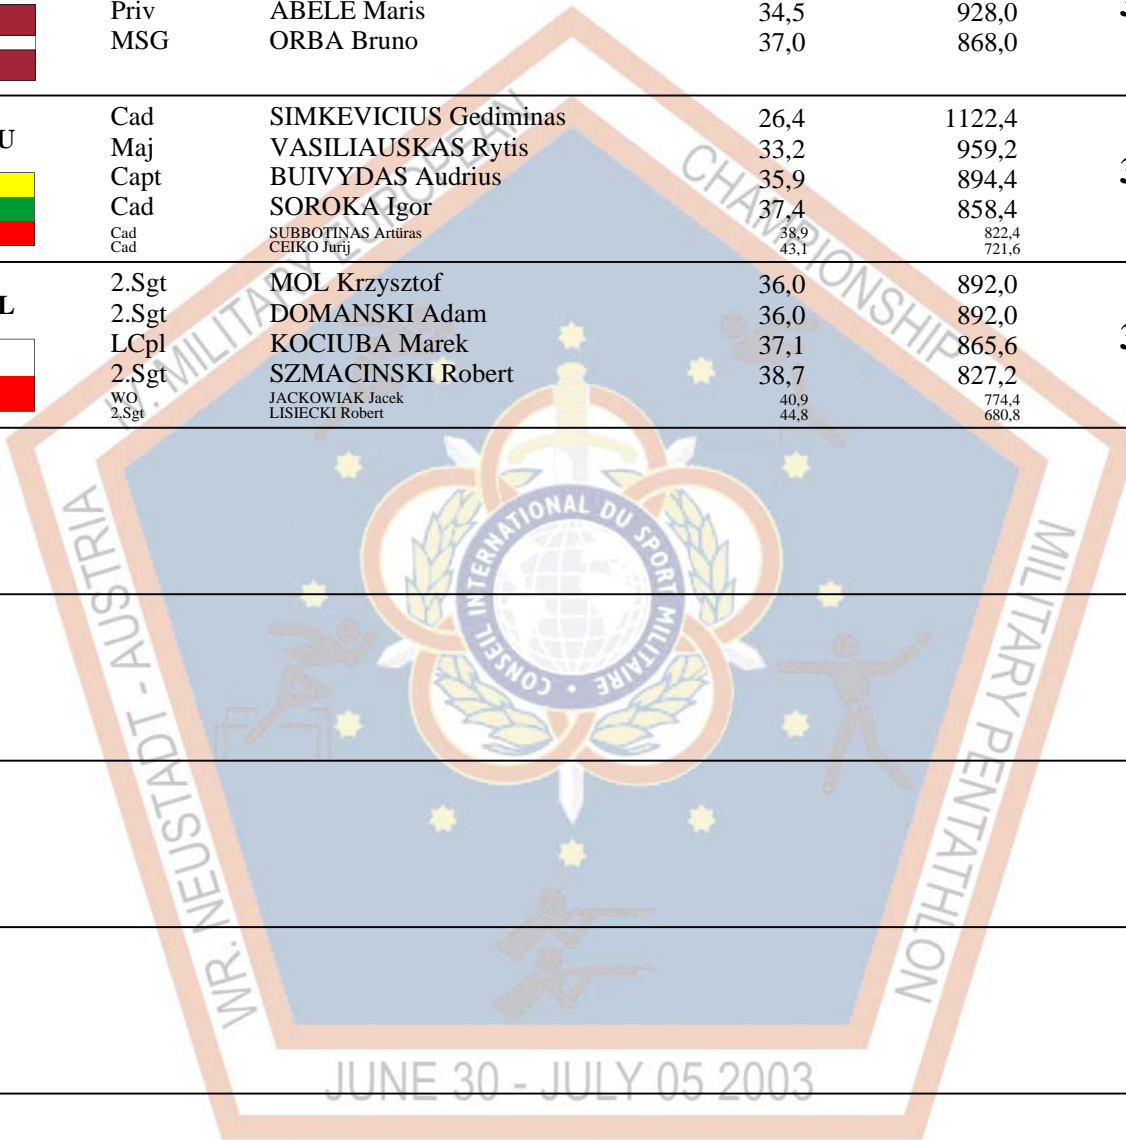 Priv ABELE Maris 34,5 928,0
MSG ORBA Bruno 37,0 868,0
U
Cad SIMKEVICIUS Gediminas 26,4 1122,4
Maj VASILIAUSKAS Rytis 33,2 959,2
Capt BUIVYDAS Audrius 35,9 894,4
Cad SOROKA Igor 37,4 858,4
Cad SUBBOTINAS Artūras 38,9 822,4
Cad CEIKO Jurij 43,1 721,6
L
2.Sgt MOL Krzysztof 36,0 892,0
2.Sgt DOMANSKI Adam 36,0 892,0
LCpl KOCIUBA Marek 37,1 865,6
2.Sgt SZMACINSKI Robert 38,7 827,2
WO JACKOWIAK Jacek 40,9 774,4
2.Sgt LISIECKI Robert 44,8 680,8
IV. MILITARY EUROPEAN CHAMPIONSHIP
MILITARY PENTATHLON
WR. NEUSTADT - AUSTRIA
CONSEIL INTERNATIONAL DU SPORT MILITAIRE
JUNE 30 - JULY 05 2003